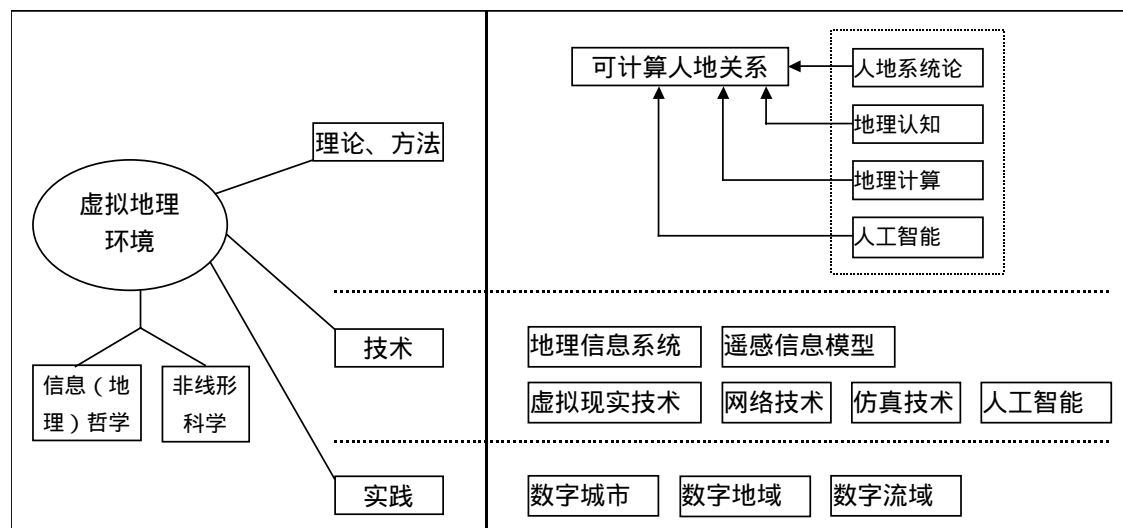 虚拟地理
环境
理论、方法
技术
实践
信息（地
理）哲学
非线形
科学
可计算人地关系
人地系统论
地理认知
地理计算
人工智能
地理信息系统
遥感信息模型
虚拟现实技术
网络技术
仿真技术
人工智能
数字城市
数字地域
数字流域